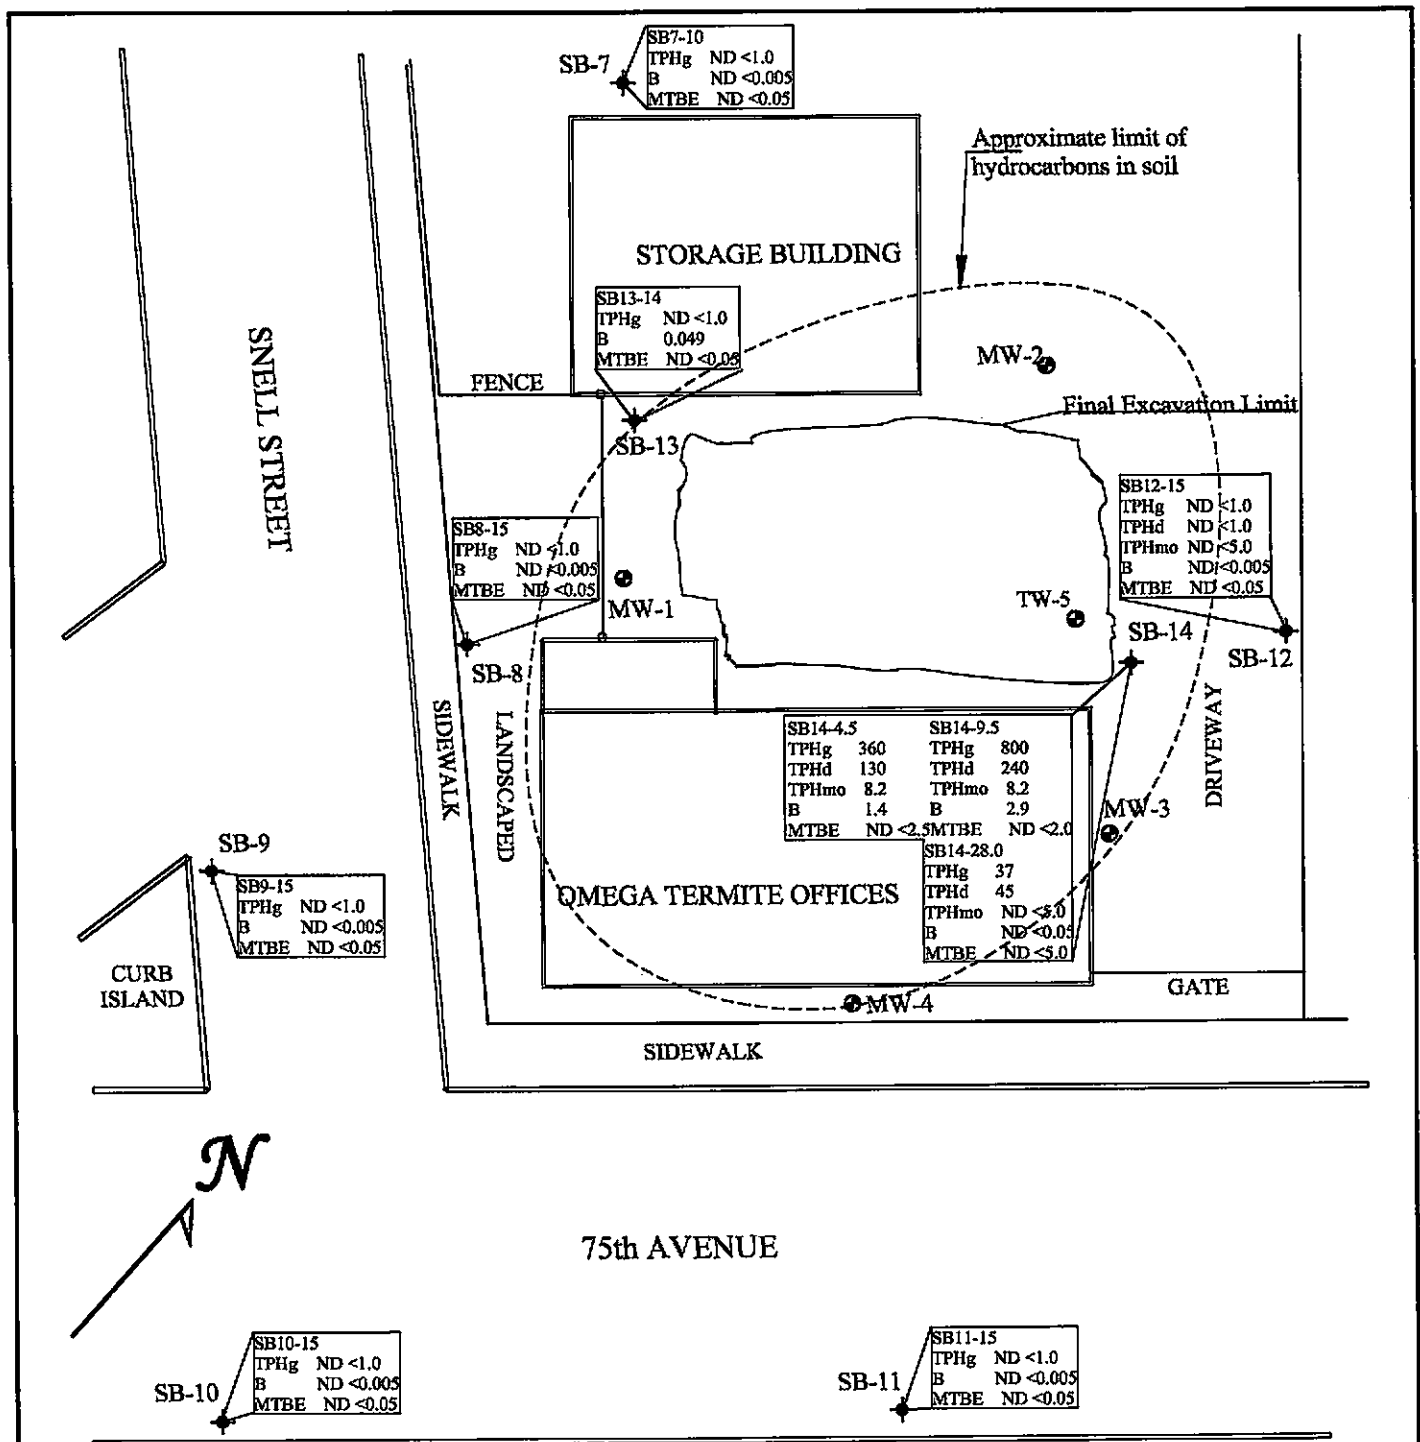 SB-7
SB7-10
TPHg ND <1.0
B ND <0.005
MTBE ND <0.05
Approximate limit of
hydrocarbons in soil
STORAGE BUILDING
SB13-14
TPHg ND <1.0
B 0.049
MTBE ND <0.05
SNELL STREET
FENCE
MW-2
Final Excavation Limit
SB-13
SB12-15
TPHg ND <1.0
TPHd ND <1.0
TPHmo ND <5.0
B ND <0.005
MTBE ND <0.05
SB8-15
TPHg ND <1.0
B ND <0.005
MTBE ND <0.05
MW-1
TW-5
SB-14
SB-12
SB-8
SIDEWALK
LANDSCAPED
DRIVEWAY
SB14-4.5
TPHg 360
TPHd 130
TPHmo 8.2
B 1.4
MTBE ND <2.5
SB14-9.5
TPHg 800
TPHd 240
TPHmo 8.2
B 2.9
MTBE ND <2.0
MW-3
SB14-28.0
TPHg 37
TPHd 45
TPHmo ND <5.0
B ND <0.05
MTBE ND <5.0
OMEGA TERMITE OFFICES
SB-9
SB9-15
TPHg ND <1.0
B ND <0.005
MTBE ND <0.05
CURB
ISLAND
MW-4
GATE
SIDEWALK
N
75th AVENUE
SB-10
SB10-15
TPHg ND <1.0
B ND <0.005
MTBE ND <0.05
SB-11
SB11-15
TPHg ND <1.0
B ND <0.005
MTBE ND <0.05